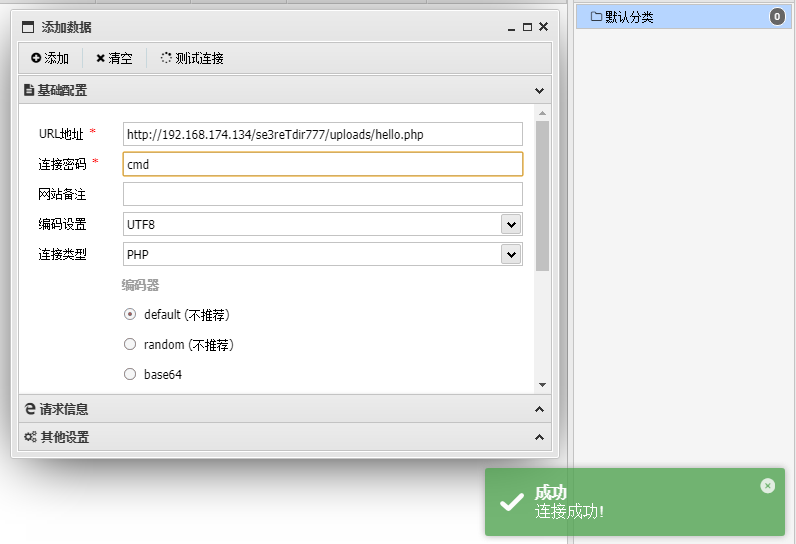 添加数据
添加 清空 测试连接
基础配置
URL地址 * http://192.168.174.134/se3reTdir777/uploads/hello.php
连接密码 * cmd
网站备注
编码设置 UTF8
连接类型 PHP
编码器
default (不推荐)
random (不推荐)
base64
请求信息
其他设置
默认分类 0
成功
连接成功!